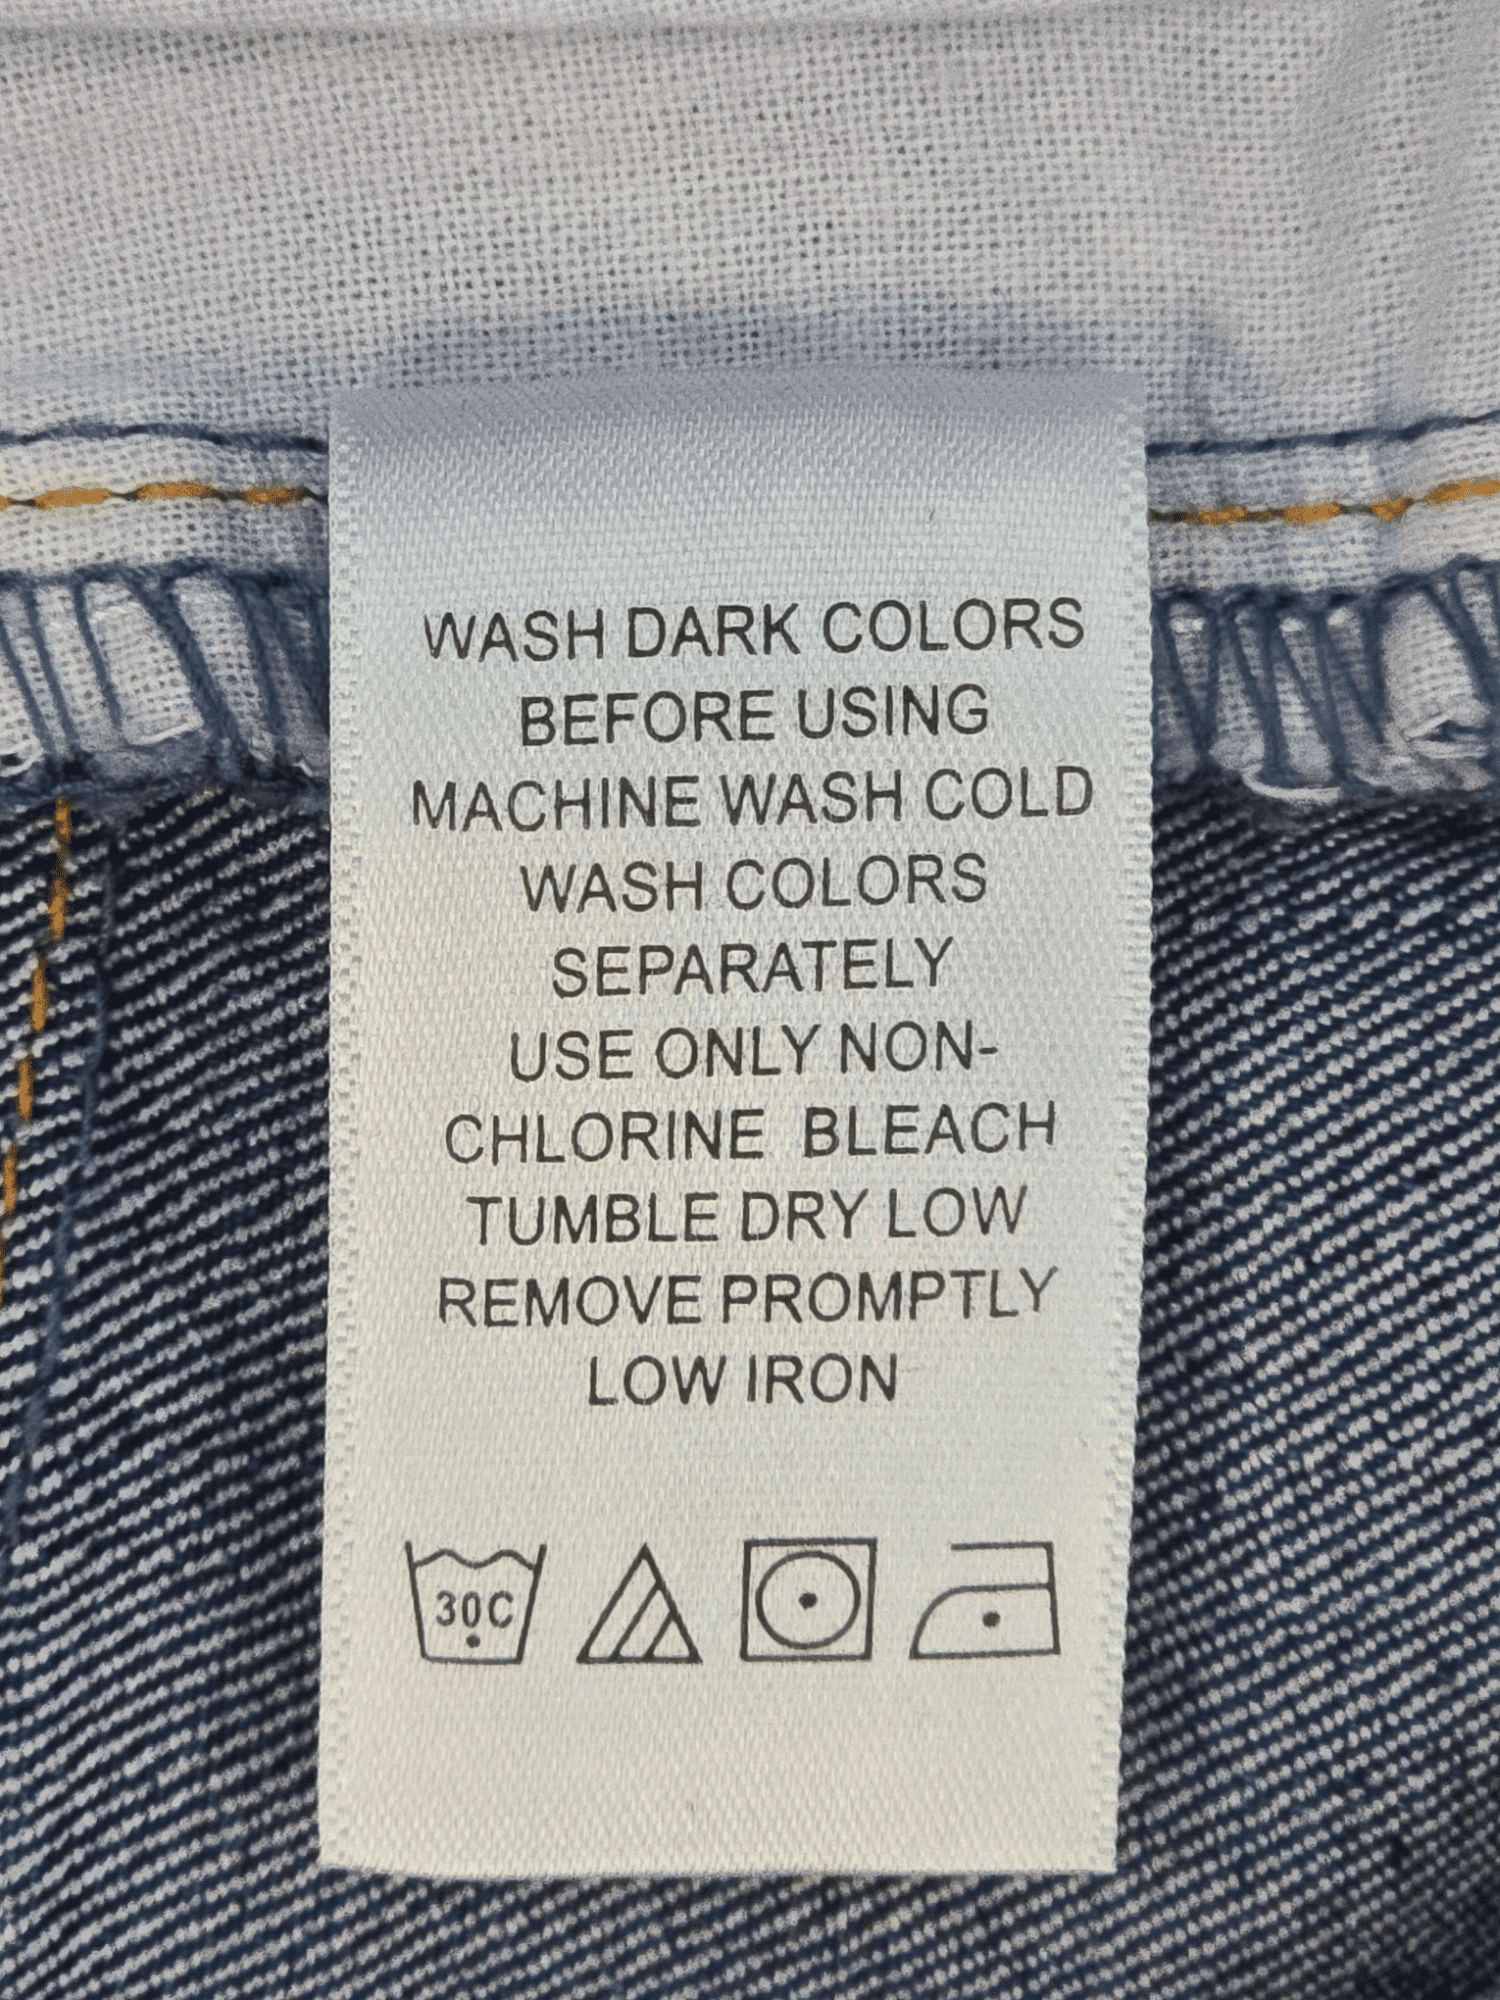 WASH DARK COLORS
BEFORE USING
MACHINE WASH COLD
WASH COLORS
SEPARATELY
USE ONLY NON-
CHLORINE BLEACH
TUMBLE DRY LOW
REMOVE PROMPTLY
LOW IRON
30C